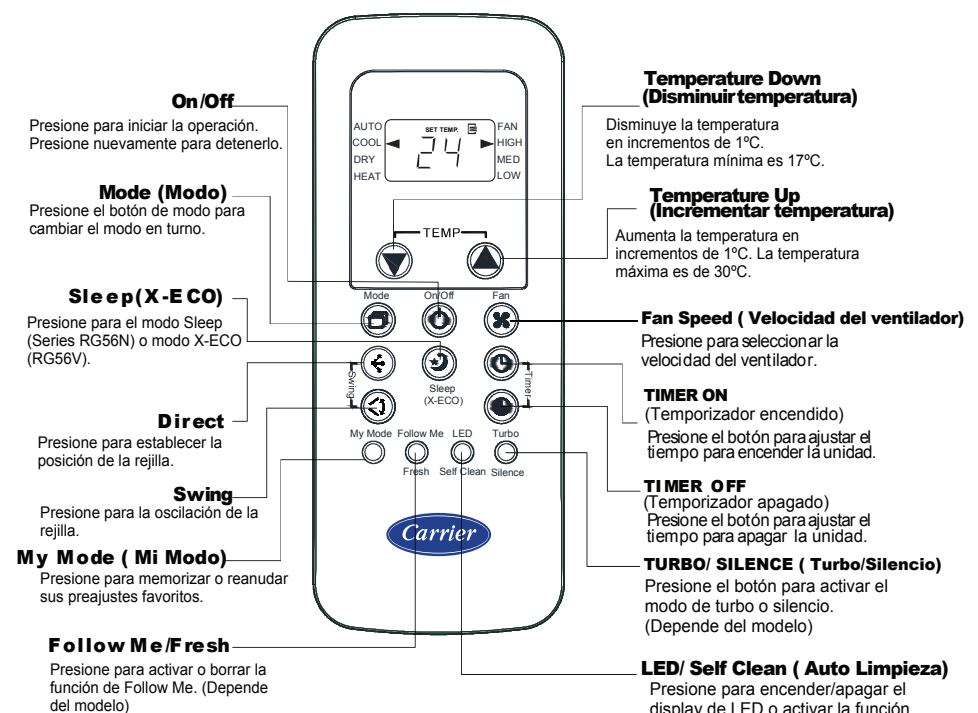 On/Off
Presione para iniciar la operación.
Presione nuevamente para detenerlo.
Mode (Modo)
Presione el botón de modo para
cambiar el modo en turno.
Sleep(X-ECO)
Presione para el modo Sleep
(Series RG56N) o modo X-ECO
(RG56V).
Direct
Presione para establecer la
posición de la rejilla.
Swing
Presione para la oscilación de la
rejilla.
My Mode ( Mi Modo)
Presione para memorizar o reanudar
sus preajustes favoritos.
Follow Me/Fresh
Presione para activar o borrar la
función de Follow Me. (Depende
del modelo)
AUTO
COOL
DRY
HEAT
SET TEMP.
24
FAN
HIGH
MED
LOW
TEMP
Mode
On/Off
Fan
Swing
Sleep
(X-ECO)
Timer
My Mode
Follow Me
LED
Turbo
Fresh
Self Clean
Silence
Carrier
Temperature Down
(Disminuir temperatura)
Disminuye la temperatura
en incrementos de 1ºC.
La temperatura mínima es 17ºC.
Temperature Up
(Incrementar temperatura)
Aumenta la temperatura en
incrementos de 1ºC. La temperatura
máxima es de 30ºC.
Fan Speed ( Velocidad del ventilador)
Presione para seleccionar la
velocidad del ventilador.
TIMER ON
(Temporizador encendido)
Presione el botón para ajustar el
tiempo para encender la unidad.
TIMER OFF
(Temporizador apagado)
Presione el botón para ajustar el
tiempo para apagar la unidad.
TURBO/ SILENCE ( Turbo/Silencio)
Presione el botón para activar el
modo de turbo o silencio.
(Depende del modelo)
LED/ Self Clean ( Auto Limpieza)
Presione para encender/apagar el
display de LED o activar la función